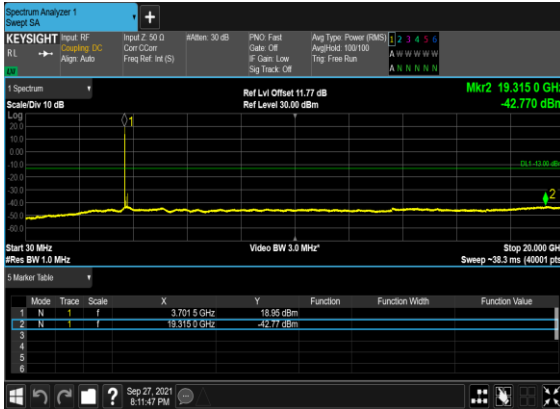 Spectrum Analyzer 1
Swept SA
KEYSIGHT Input: RF Input Z: 50 Ω #Atten: 30 dB PNO: Fast Avg Type: Power (RMS) 1 2 3 4 5 6
RL Coupling: DC Corr CCorr Gate: Off Avg|Hold: 100/100 A W W W W W
Align: Auto Freq Ref: Int (S) IF Gain: Low Trig: Free Run
Sig Track: Off A N N N N N
1 Spectrum Ref Lvl Offset 11.77 dB Mkr2 19.315 0 GHz
Scale/Div 10 dB Ref Level 30.00 dBm -42.770 dBm
Log
20.0 1
10.0
0.00
-10.0 DL1 -13.00 dBm
-20.0
-30.0
-40.0 2
-50.0
-60.0
Start 30 MHz Video BW 3.0 MHz* Stop 20.000 GH
#Res BW 1.0 MHz Sweep ~38.3 ms (40001 pts
5 Marker Table
Mode Trace Scale X Y Function Function Width Function Value
1 N 1 f 3.701 5 GHz 18.95 dBm
2 N 1 f 19.315 0 GHz -42.77 dBm
3
4
5
6
? Sep 27, 2021
8:11:47 PM